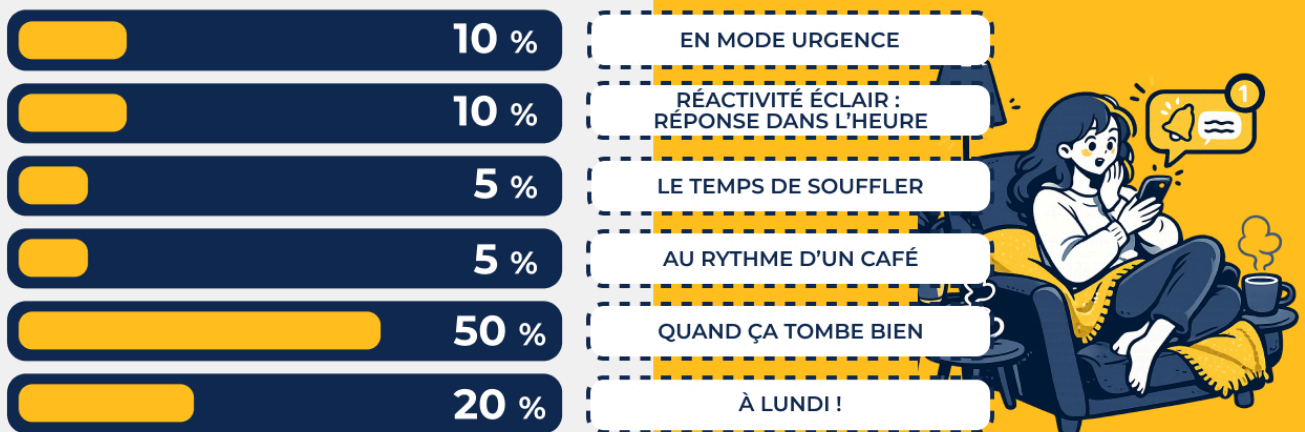 10 %
EN MODE URGENCE
10 %
RÉACTIVITÉ ÉCLAIR :
RÉPONSE DANS L'HEURE
5 %
LE TEMPS DE SOUFFLER
5 %
AU RYTHME D'UN CAFÉ
50 %
QUAND ÇA TOMBE BIEN
20 %
À LUNDI !
1